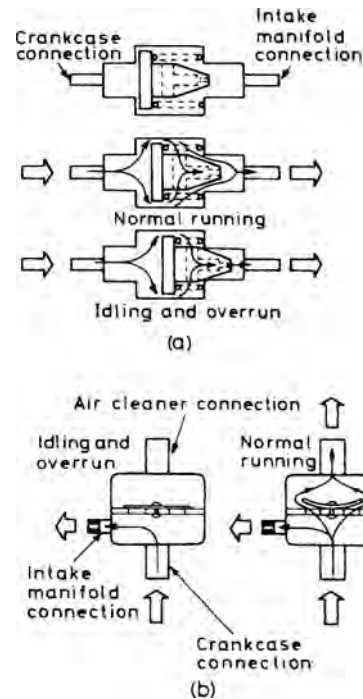 Crankcase
connection
Intake
manifold
connection
Normal running
Idling and overrun
(a)
Air cleaner connection
Idling and
overrun
Normal
running
Intake
manifold
connection
Crankcase
connection
(b)